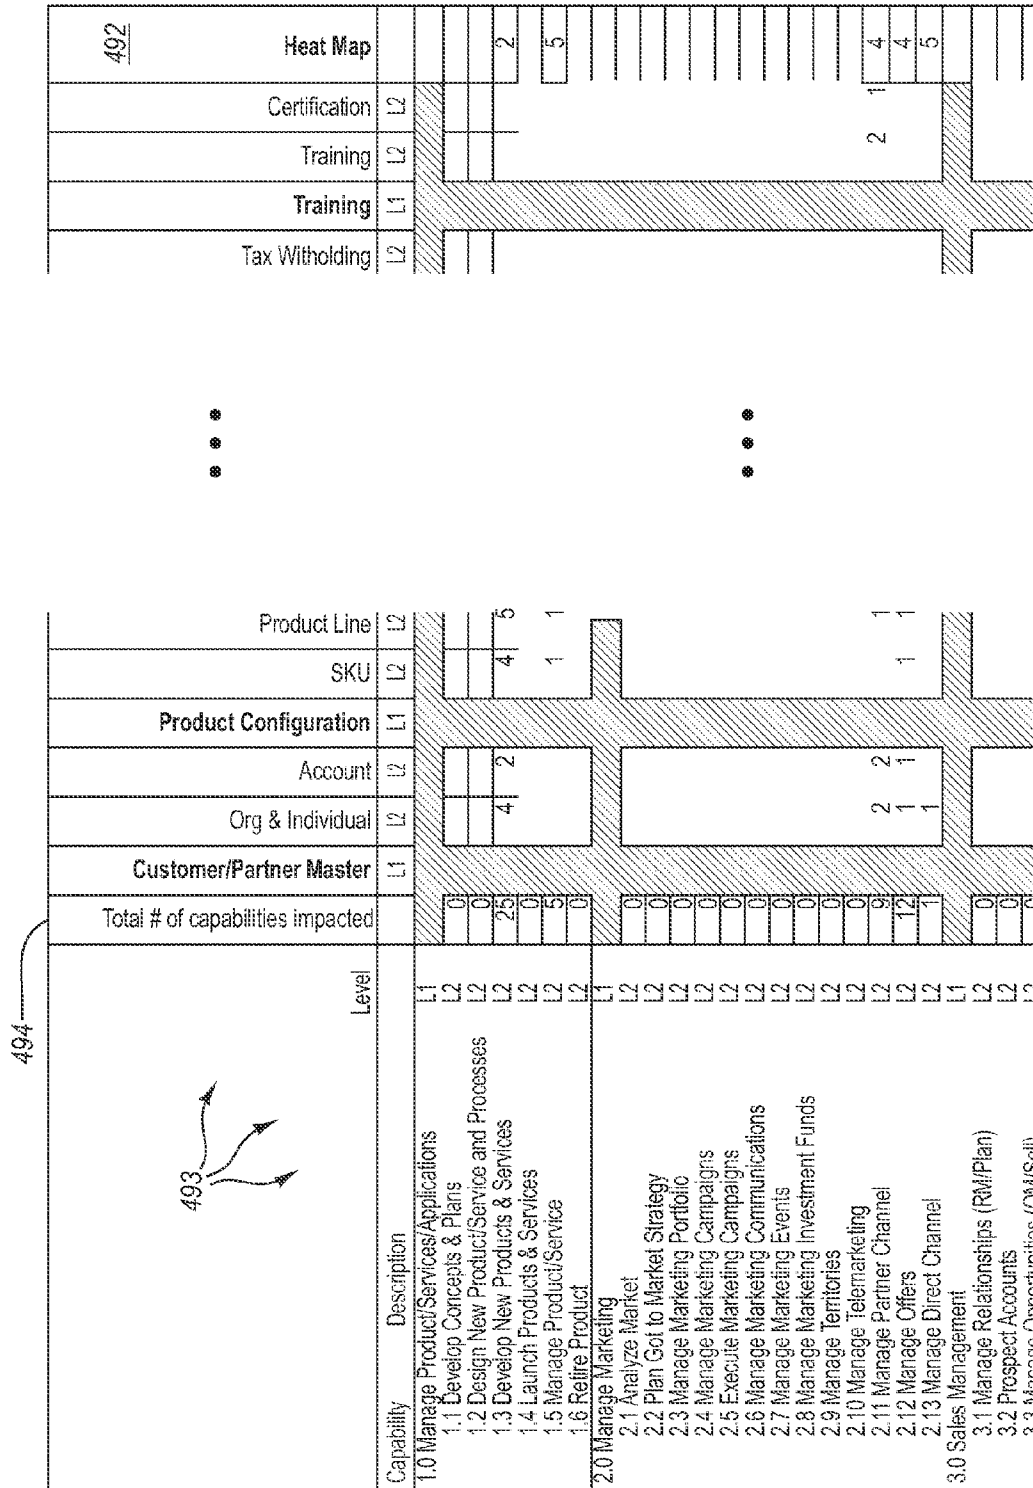 494
492
493
Capability Description Level Total # of capabilities impacted Customer/Partner Master Org & Individual Account Product Configuration SKU Product Line Tax Witholding Training Training Certification Heat Map
L1 L2 L2 L1 L2 L2 L2 L1 L2 L2
1.0 Manage Product/Services/Applications L1
1.1 Develop Concepts & Plans L2 0
1.2 Design New Product/Service and Processes L2 0
1.3 Develop New Products & Services L2 25 4 2 4 5 2
1.4 Launch Products & Services L2 0
1.5 Manage Product/Service L2 5 1 1 5
1.6 Retire Product L2 0
2.0 Manage Marketing L1
2.1 Analyze Market L2 0
2.2 Plan Got to Market Strategy L2 0
2.3 Manage Marketing Portfolio L2 0
2.4 Manage Marketing Campaigns L2 0
2.5 Execute Marketing Campaigns L2 0
2.6 Manage Marketing Communications L2 0
2.7 Manage Marketing Events L2 0
2.8 Manage Marketing Investment Funds L2 0
2.9 Manage Territories L2 0
2.10 Manage Telemarketing L2 0
2.11 Manage Partner Channel L2 9 2 2 1 2 1 4
2.12 Manage Offers L2 12 1 1 1 1 4
2.13 Manage Direct Channel L2 1 1 5
3.0 Sales Management L1
3.1 Manage Relationships (RM/Plan) L2 0
3.2 Prospect Accounts L2 0
3.3 Manage Opportunities (OM/Sell) L2 0